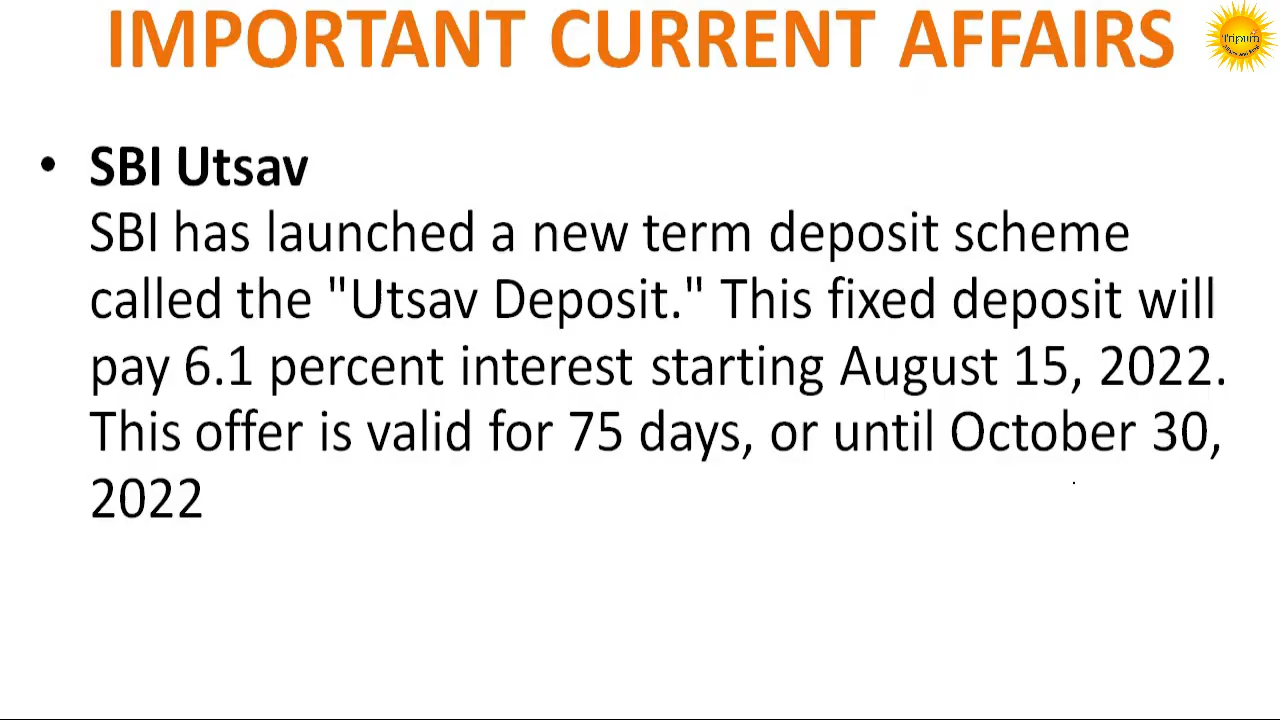 IMPORTANT CURRENT AFFAIRS
Tripura
• SBI Utsav
SBI has launched a new term deposit scheme
called the "Utsav Deposit." This fixed deposit will
pay 6.1 percent interest starting August 15, 2022.
This offer is valid for 75 days, or until October 30,
2022